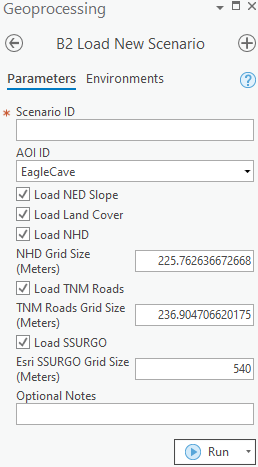 Geoprocessing
B2 Load New Scenario
Parameters Environments
* Scenario ID
AOI ID
EagleCave
Load NED Slope
Load Land Cover
Load NHD
NHD Grid Size
(Meters)
225.762636672668
Load TNM Roads
TNM Roads Grid Size
(Meters)
236.904706620175
Load SSURGO
Esri SSURGO Grid Size
(Meters)
540
Optional Notes
Run